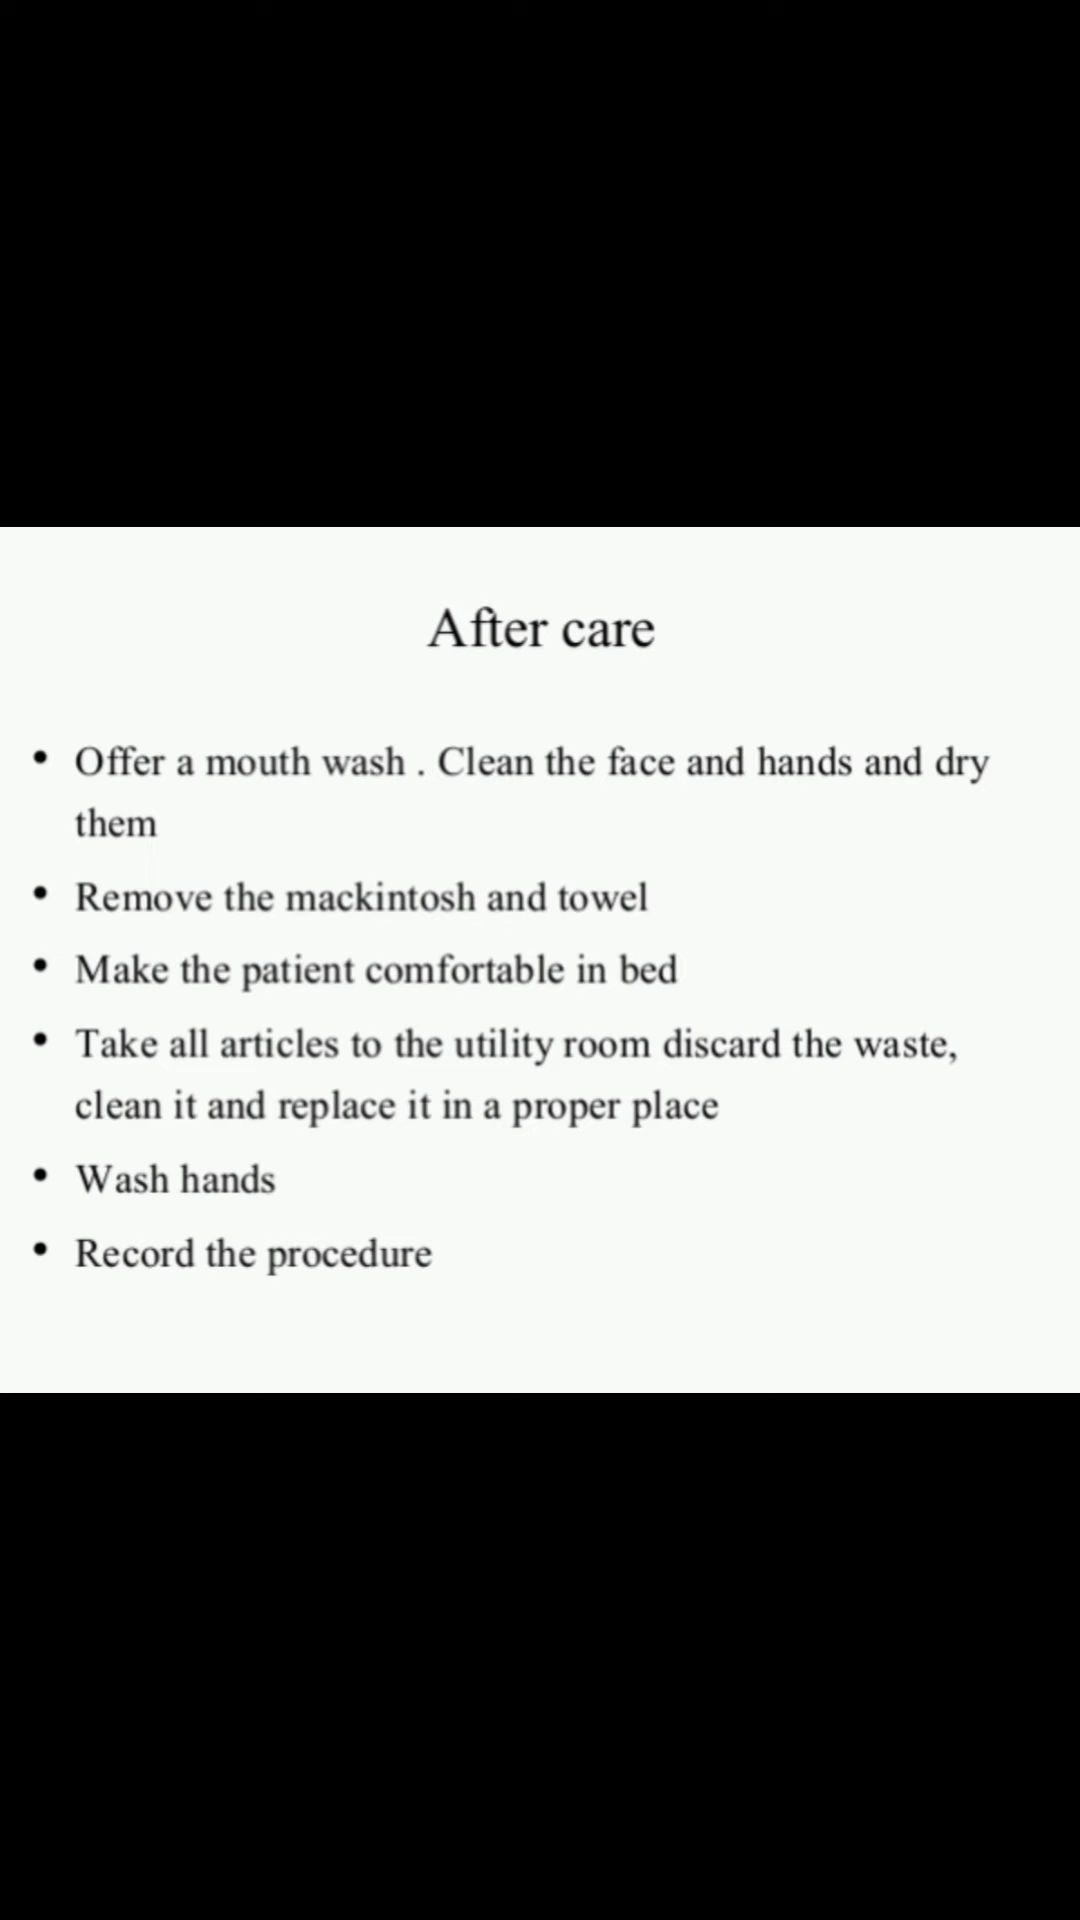 After care
• Offer a mouth wash . Clean the face and hands and dry
them
• Remove the mackintosh and towel
• Make the patient comfortable in bed
• Take all articles to the utility room discard the waste,
clean it and replace it in a proper place
• Wash hands
• Record the procedure